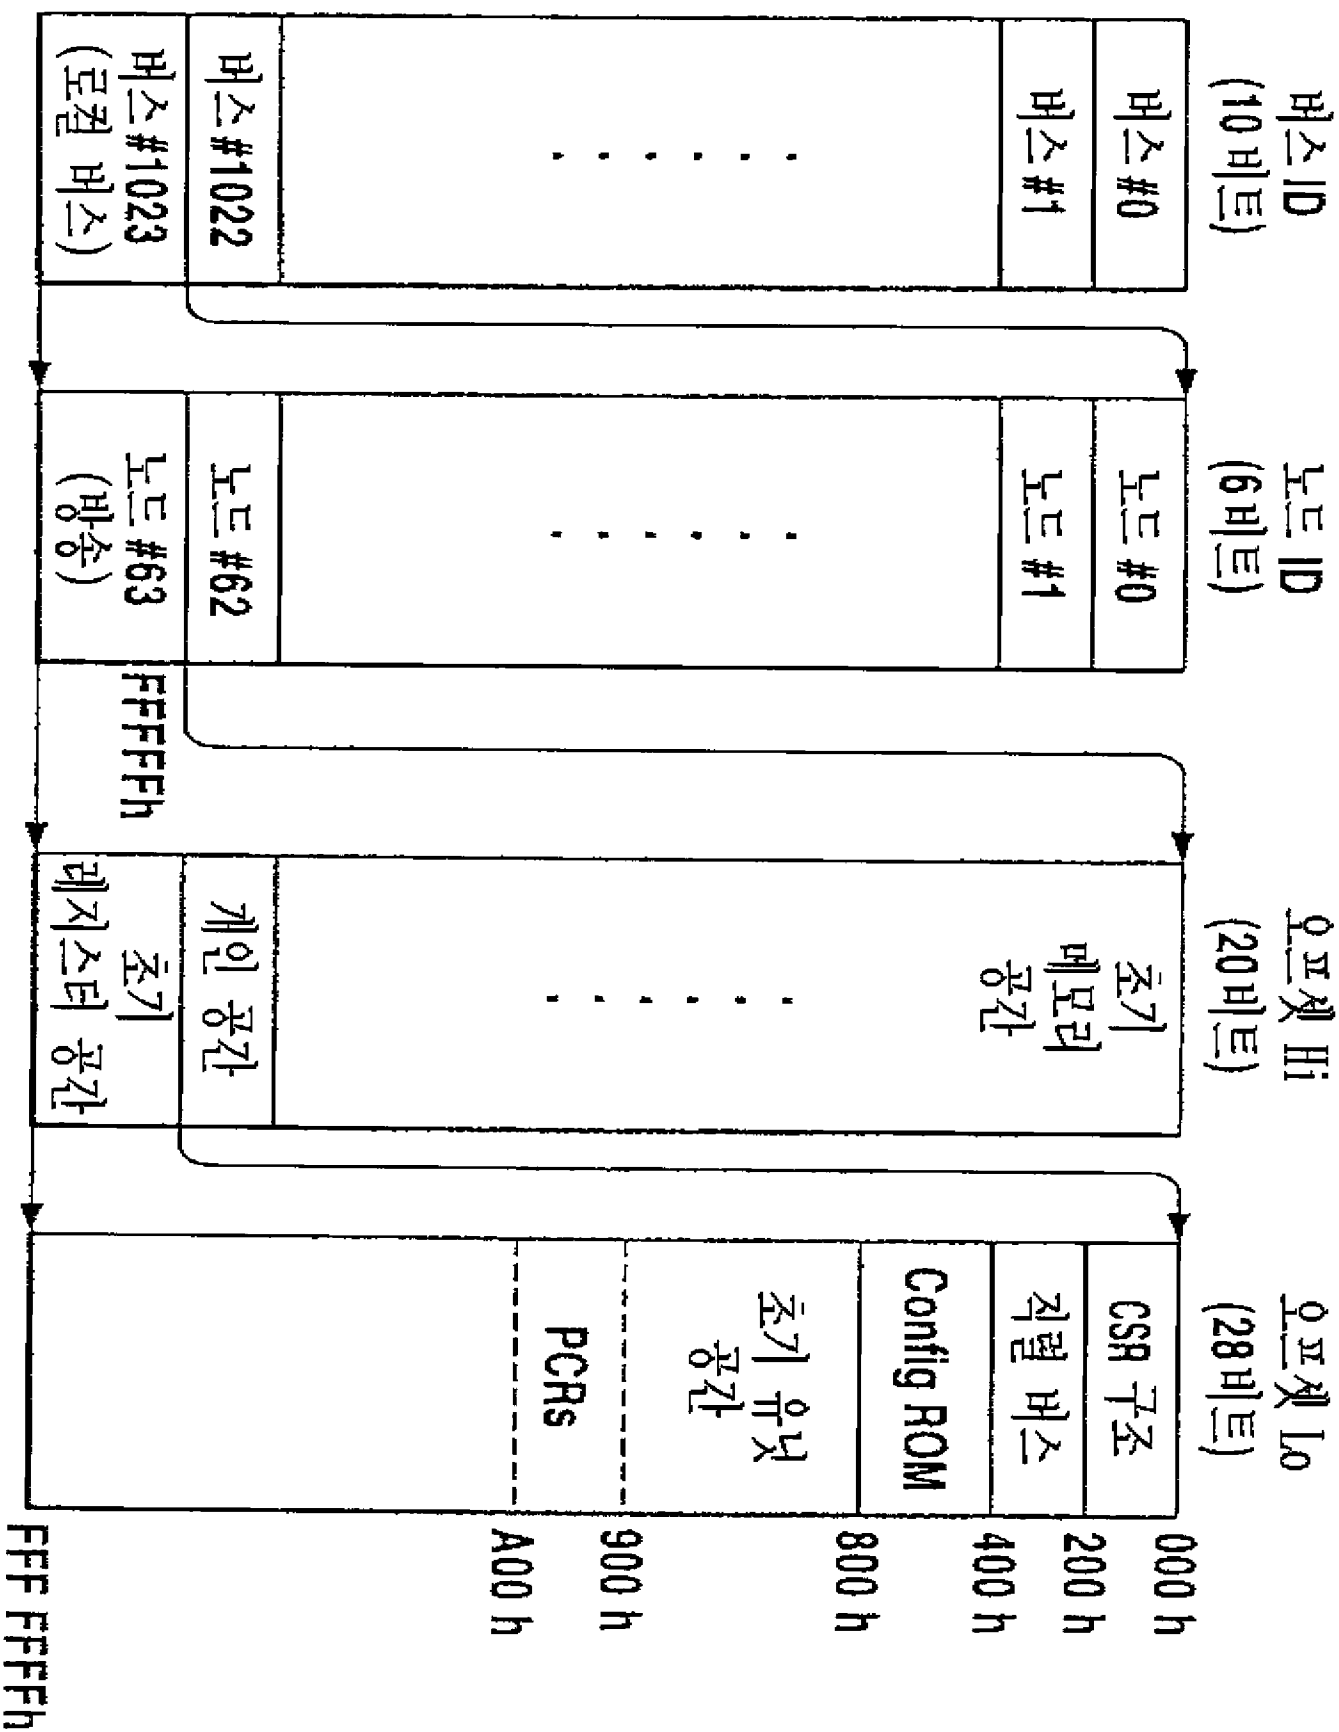 버스 ID
(10 비트)
버스 #0
버스 #1
버스 #1022
버스 #1023
(로컬 버스)
노드 ID
(6 비트)
노드 #0
노드 #1
노드 #62
노드 #63
(방송)
FFFFFh
오프셋 Hi
(20비트)
초기
메모리
공간
개인 공간
초기
레지스터 공간
오프셋 Lo
(28비트)
CSR 구조
직렬 버스
Config ROM
초기 유닛
공간
PCRs
000 h
200 h
400 h
800 h
900 h
A00 h
FFF FFFFh